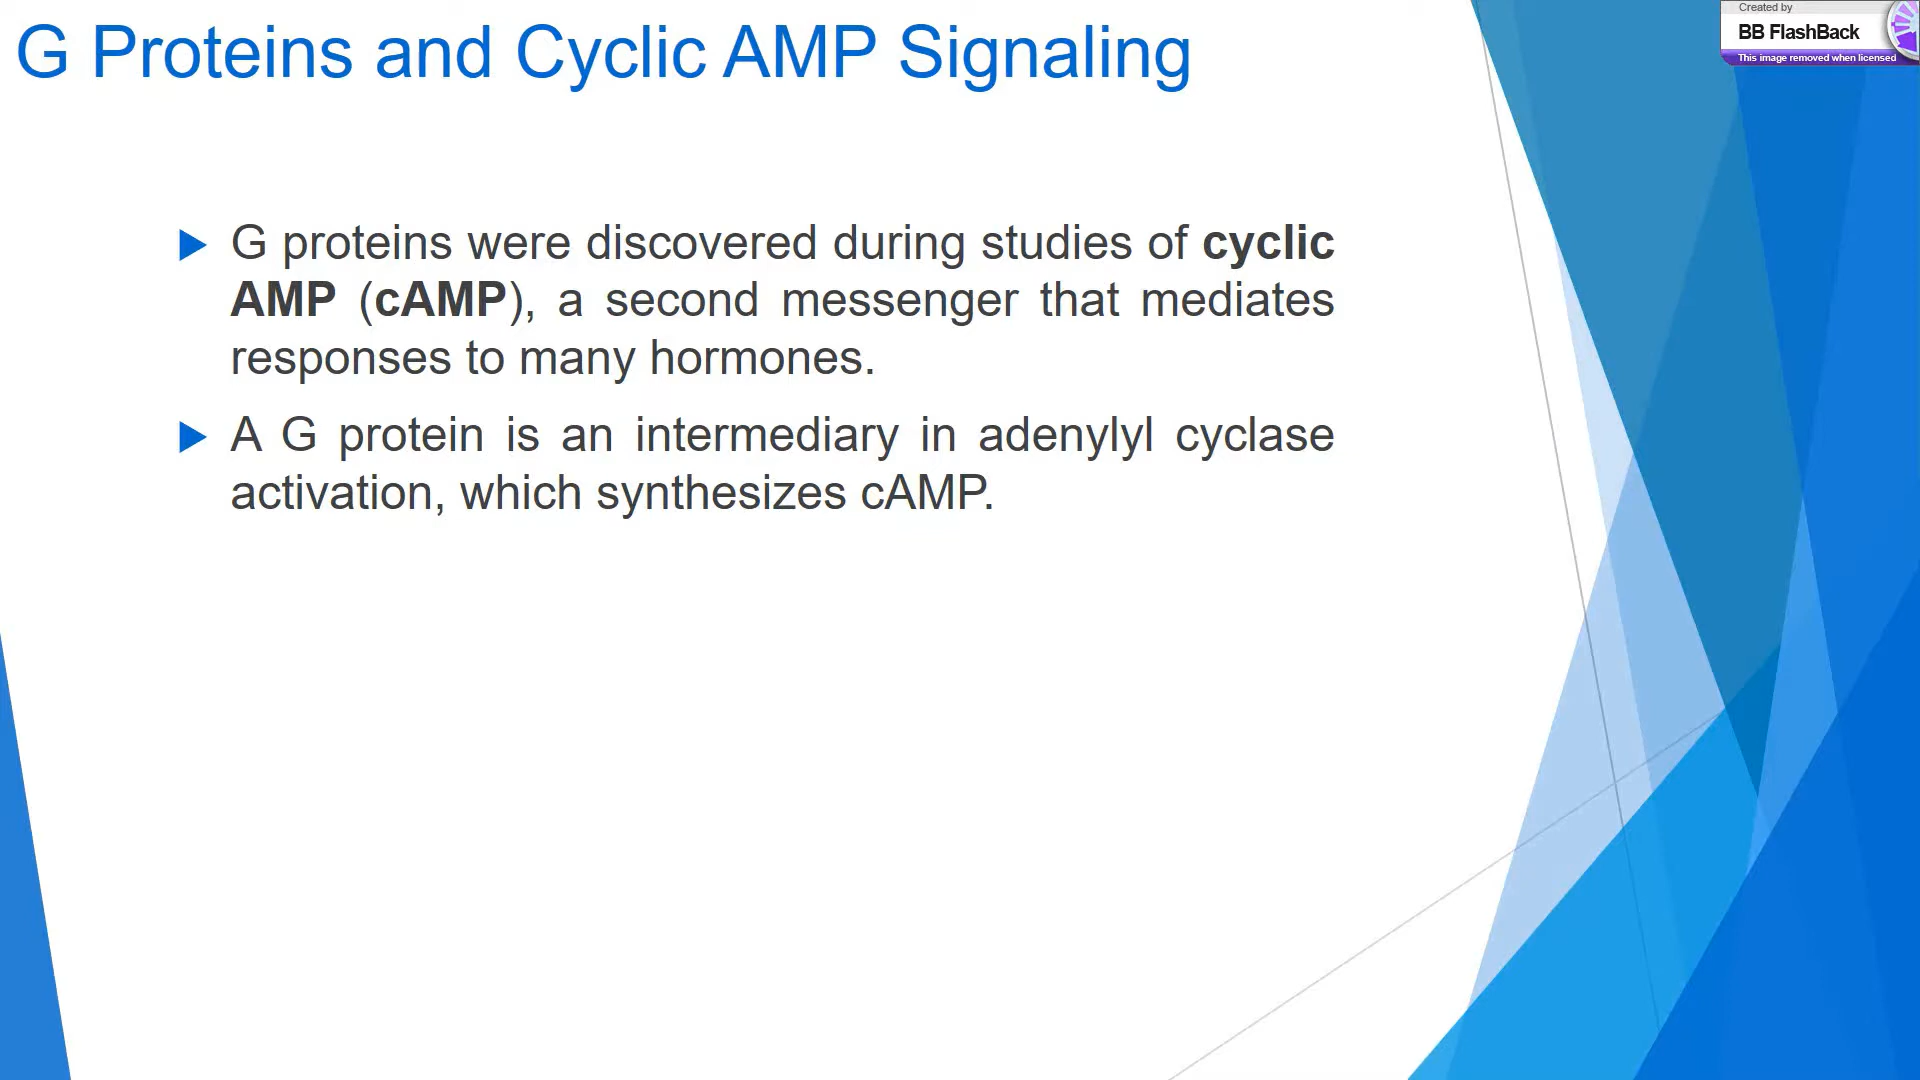 G Proteins and Cyclic AMP Signaling
Created by
BB FlashBack
This image removed when licensed
G proteins were discovered during studies of cyclic
AMP (cAMP), a second messenger that mediates
responses to many hormones.
A G protein is an intermediary in adenylyl cyclase
activation, which synthesizes cAMP.